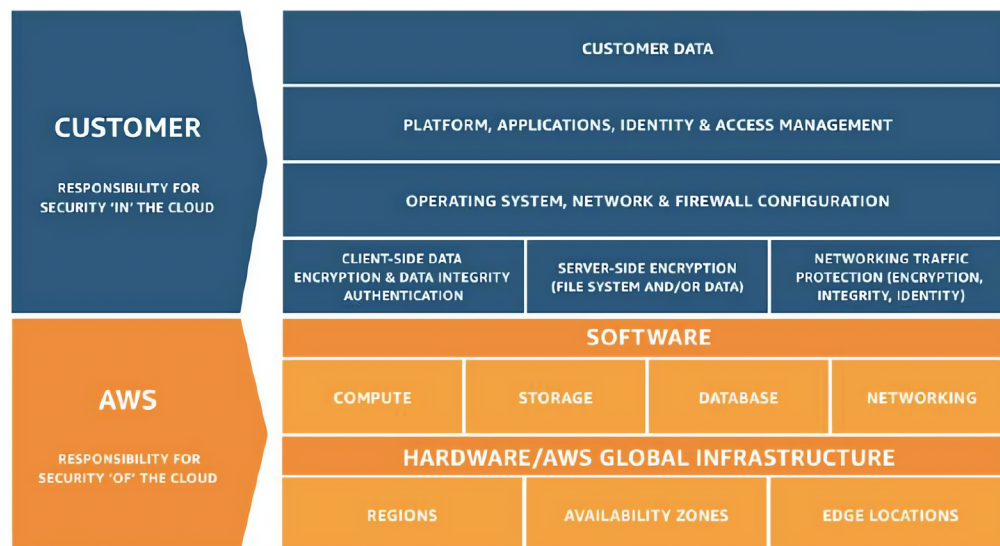 CUSTOMER
RESPONSIBILITY FOR
SECURITY ‘IN’ THE CLOUD
CUSTOMER DATA
PLATFORM, APPLICATIONS, IDENTITY & ACCESS MANAGEMENT
OPERATING SYSTEM, NETWORK & FIREWALL CONFIGURATION
CLIENT-SIDE DATA
ENCRYPTION & DATA INTEGRITY
AUTHENTICATION
SERVER-SIDE ENCRYPTION
(FILE SYSTEM AND/OR DATA)
NETWORKING TRAFFIC
PROTECTION (ENCRYPTION,
INTEGRITY, IDENTITY)
AWS
RESPONSIBILITY FOR
SECURITY ‘OF’ THE CLOUD
SOFTWARE
COMPUTE
STORAGE
DATABASE
NETWORKING
HARDWARE/AWS GLOBAL INFRASTRUCTURE
REGIONS
AVAILABILITY ZONES
EDGE LOCATIONS